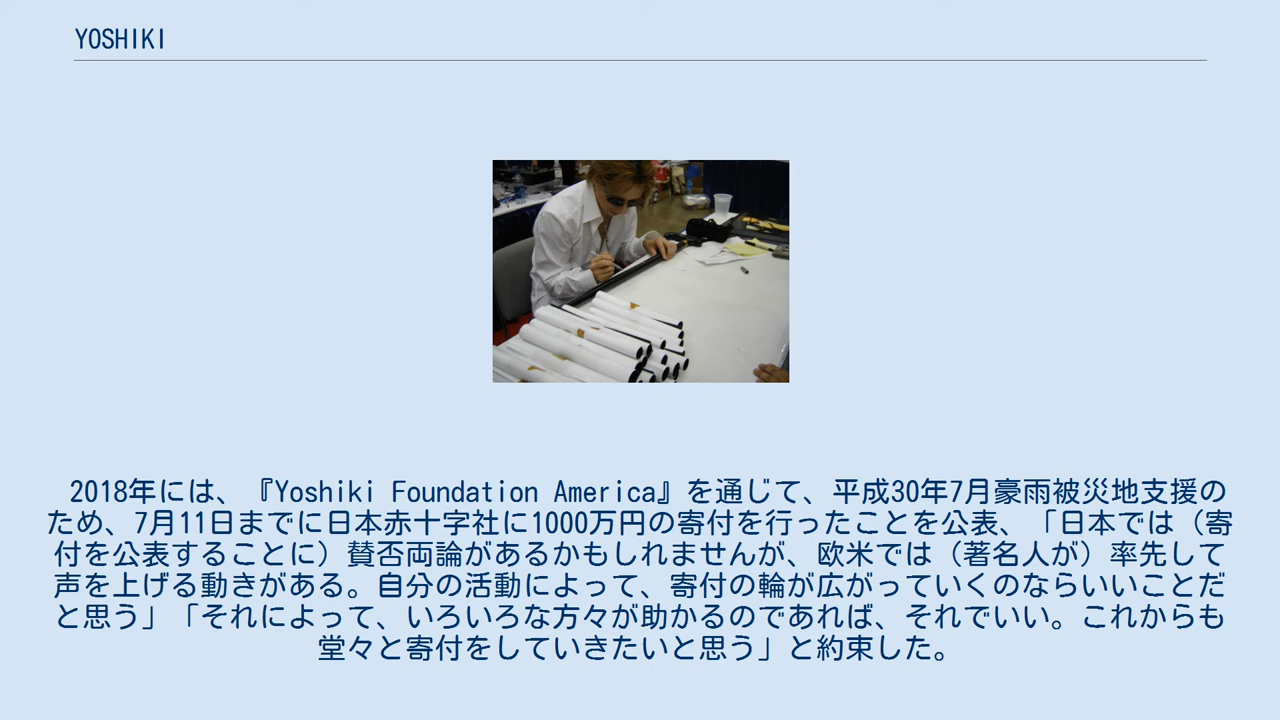 YOSHIKI
2018年には、『Yoshiki Foundation America』を通じて、平成30年7月豪雨被災地支援の
ため、7月11日までに日本赤十字社に1000万円の寄付を行ったことを公表、「日本では（寄
付を公表することに）賛否両論があるかもしれませんが、欧米では（著名人が）率先して
声を上げる動きがある。自分の活動によって、寄付の輪が広がっていくのならいいことだ
と思う」「それによって、いろいろな方々が助かるのであれば、それでいい。これからも
堂々と寄付をしていきたいと思う」と約束した。